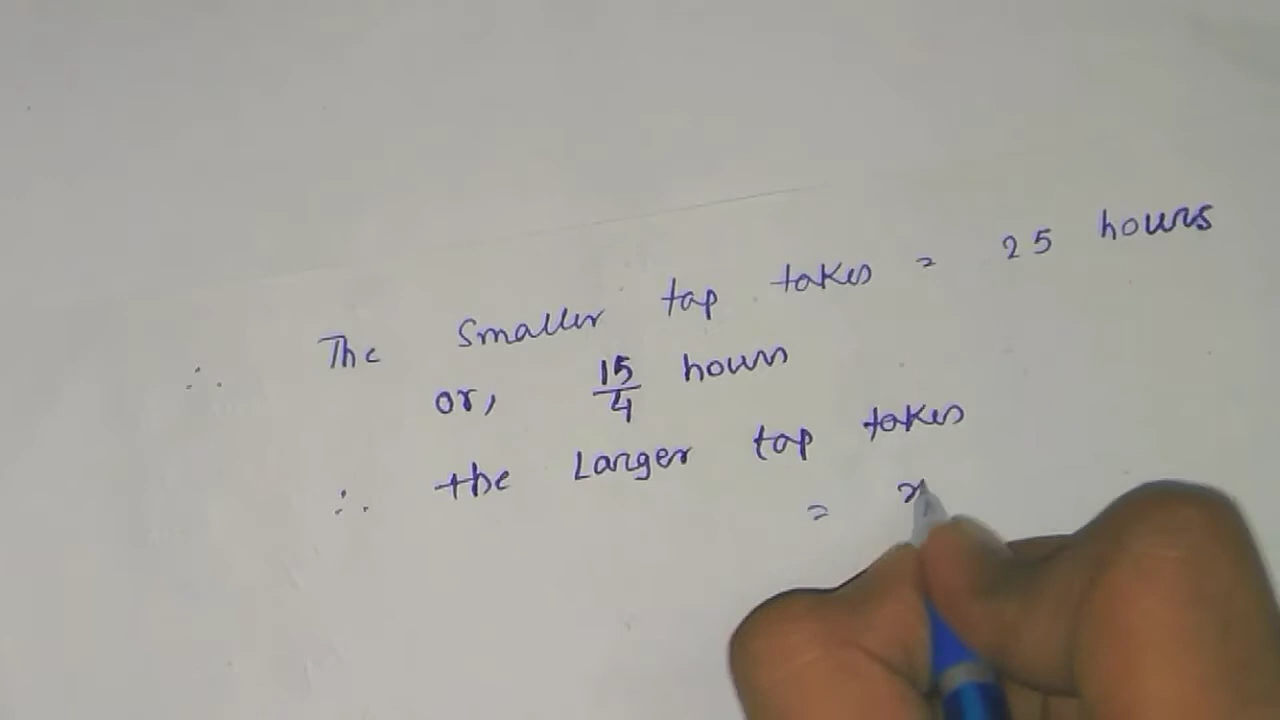 ∴ The Smaller tap takes = 25 hours
or, 15/4 hours
∴ the Larger tap takes
= x